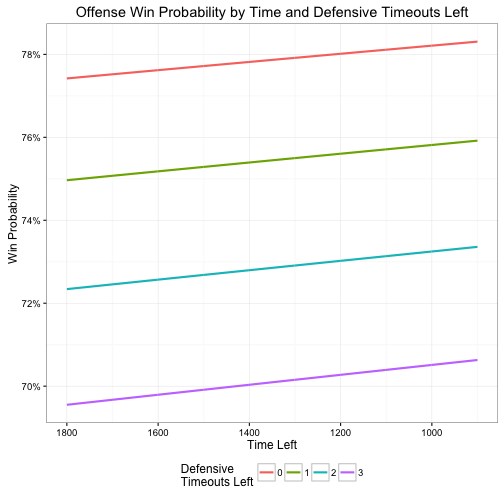 Offense Win Probability by Time and Defensive Timeouts Left
Win Probability
78%
76%
74%
72%
70%
1800 1600 1400 1200 1000
Time Left
Defensive
Timeouts Left 0 1 2 3